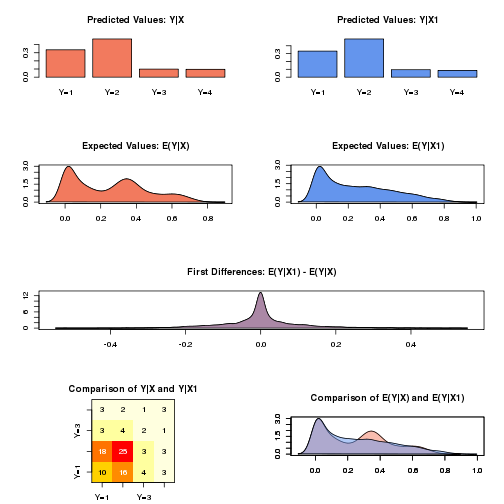 Predicted Values: Y|X
Predicted Values: Y|X1
0.0 0.3
Y=1 Y=2 Y=3 Y=4
0.0 0.3
Y=1 Y=2 Y=3 Y=4
Expected Values: E(Y|X)
Expected Values: E(Y|X1)
0.0 1.5 3.0
0.0 0.2 0.4 0.6 0.8
0.0 1.5 3.0
0.0 0.2 0.4 0.6 0.8 1.0
First Differences: E(Y|X1) - E(Y|X)
0 6 12
-0.4 -0.2 0.0 0.2 0.4
Comparison of Y|X and Y|X1
Y=1 Y=3
3 2 1 3
3 4 2 1
18 25 3 3
10 16 4 3
Y=1 Y=3
Comparison of E(Y|X) and E(Y|X1)
0.0 1.5 3.0
0.0 0.2 0.4 0.6 0.8 1.0